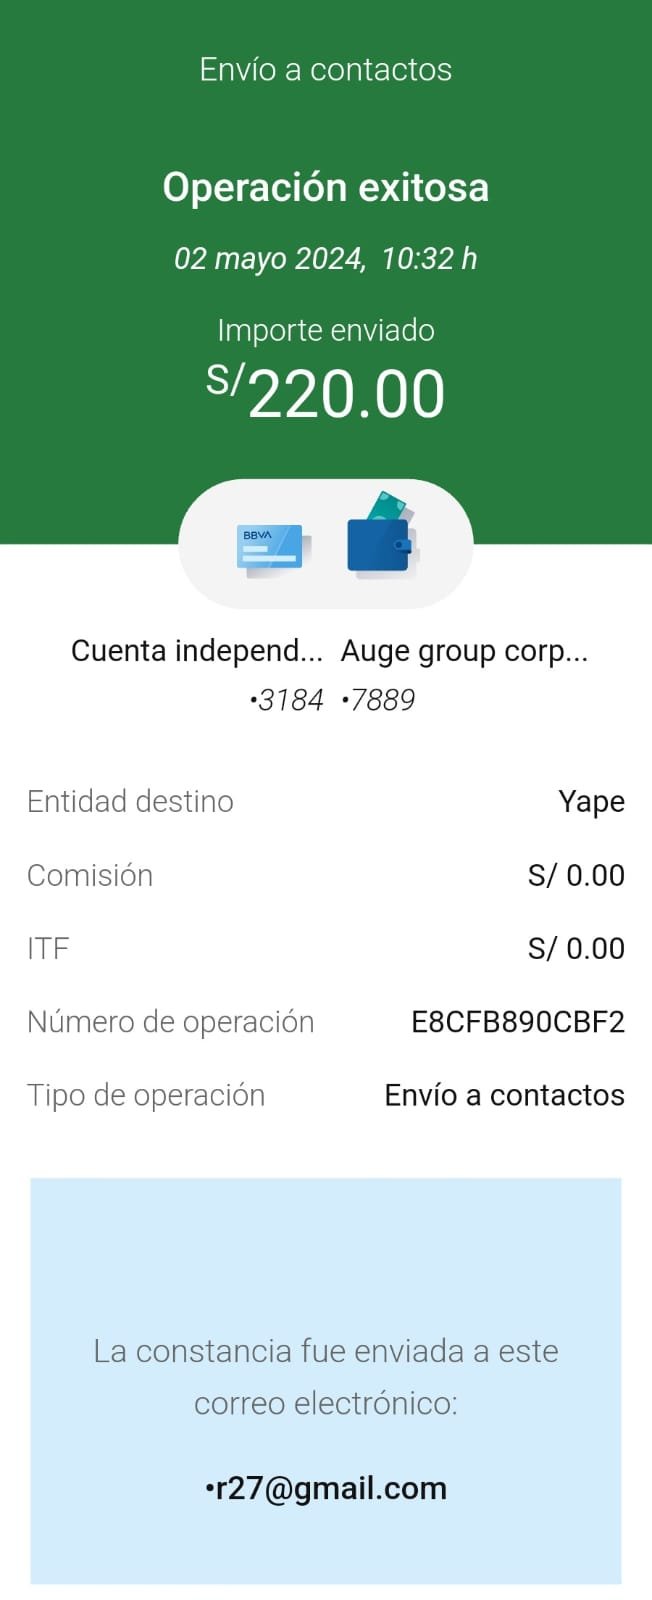 Envío a contactos
Operación exitosa
02 mayo 2024, 10:32 h
Importe enviado
S/220.00
BBVA
Cuenta independ... Auge group corp...
•3184 •7889
Entidad destino Yape
Comisión S/ 0.00
ITF S/ 0.00
Número de operación E8CFB890CBF2
Tipo de operación Envío a contactos
La constancia fue enviada a este
correo electrónico:
•r27@gmail.com